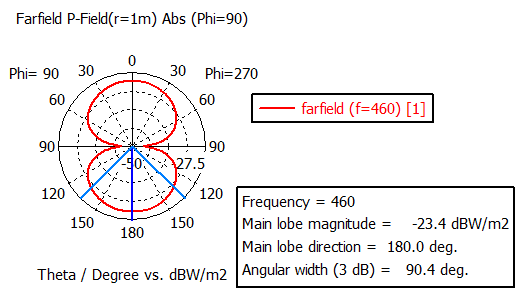 Farfield P-Field(r=1m) Abs (Phi=90)
0
Phi= 90 30 30 Phi=270
60 60
90 90
-50 -27.5
120 120
150 150
180
Theta / Degree vs. dBW/m2
farfield (f=460) [1]
Frequency = 460
Main lobe magnitude = -23.4 dBW/m2
Main lobe direction = 180.0 deg.
Angular width (3 dB) = 90.4 deg.